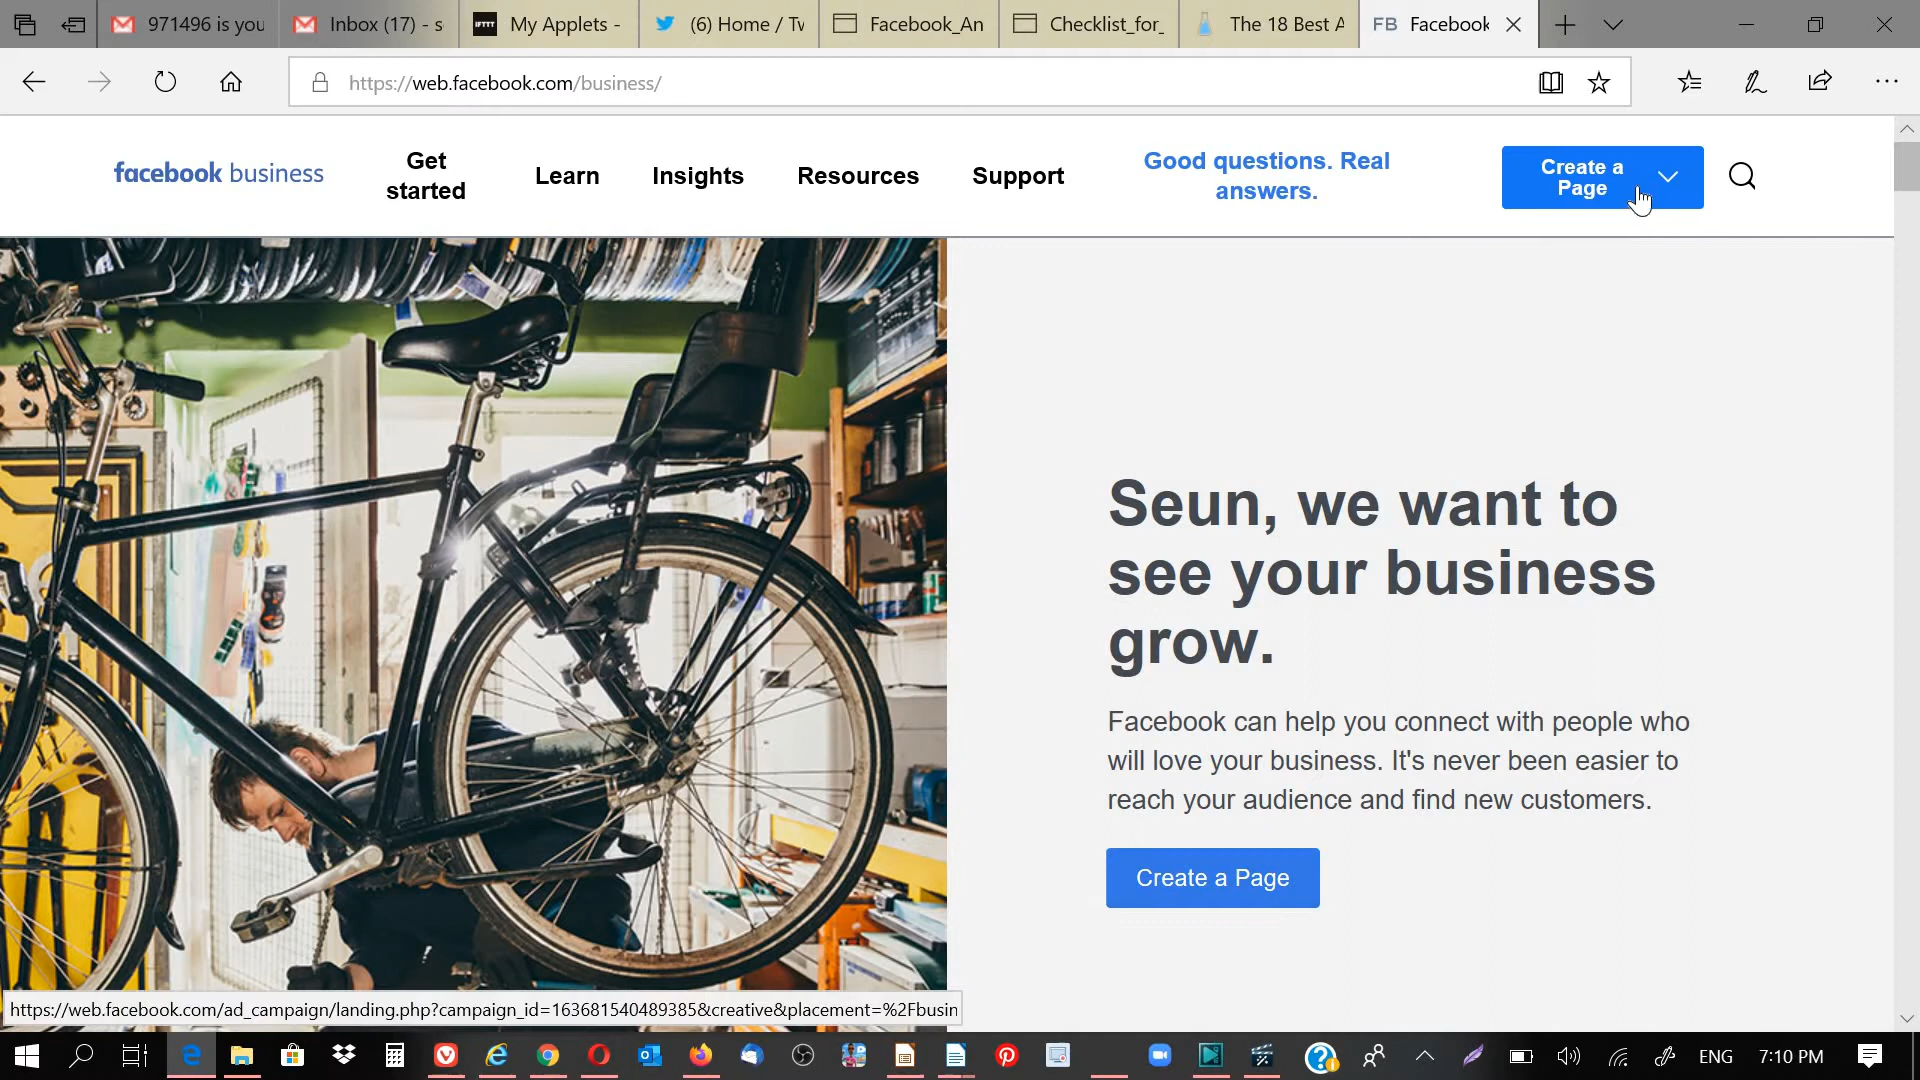 971496 is you
Inbox (17) - s
IFTTT My Applets -
(6) Home / Tw
Facebook_An
Checklist_for_
The 18 Best A
FB Facebook
https://web.facebook.com/business/
facebook business
Get
started
Learn
Insights
Resources
Support
Good questions. Real
answers.
Create a
Page
Seun, we want to
see your business
grow.
Facebook can help you connect with people who
will love your business. It's never been easier to
reach your audience and find new customers.
Create a Page
https://web.facebook.com/ad_campaign/landing.php?campaign_id=163681540489385&creative&placement=%2Fbusin
ENG
7:10 PM